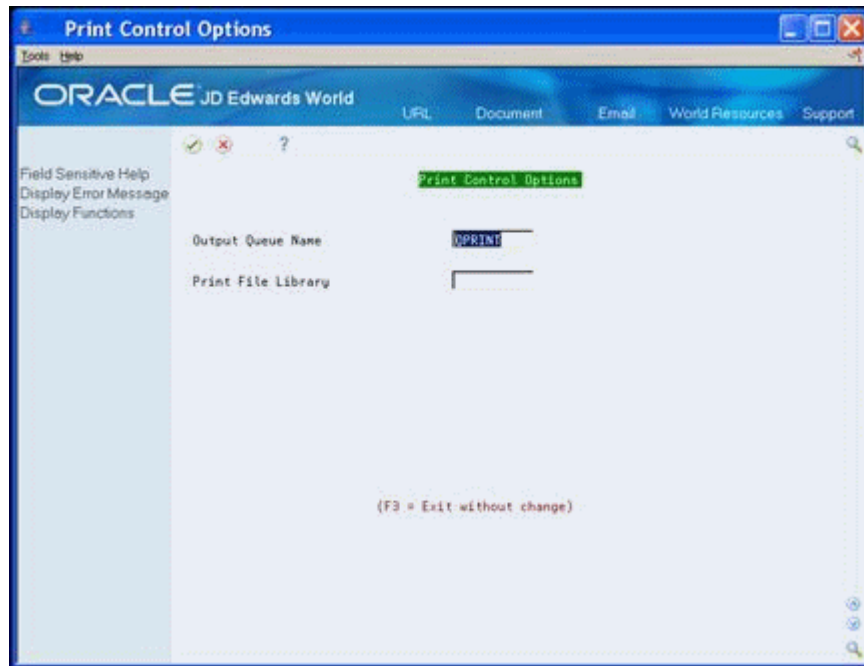 Print Control Options
Tools Help
ORACLE JD Edwards World
URL Document Email World Resources Support
?
Field Sensitive Help
Display Error Message
Display Functions
Print Control Options
Output Queue Name QPRINT
Print File Library
(F3 = Exit without change)